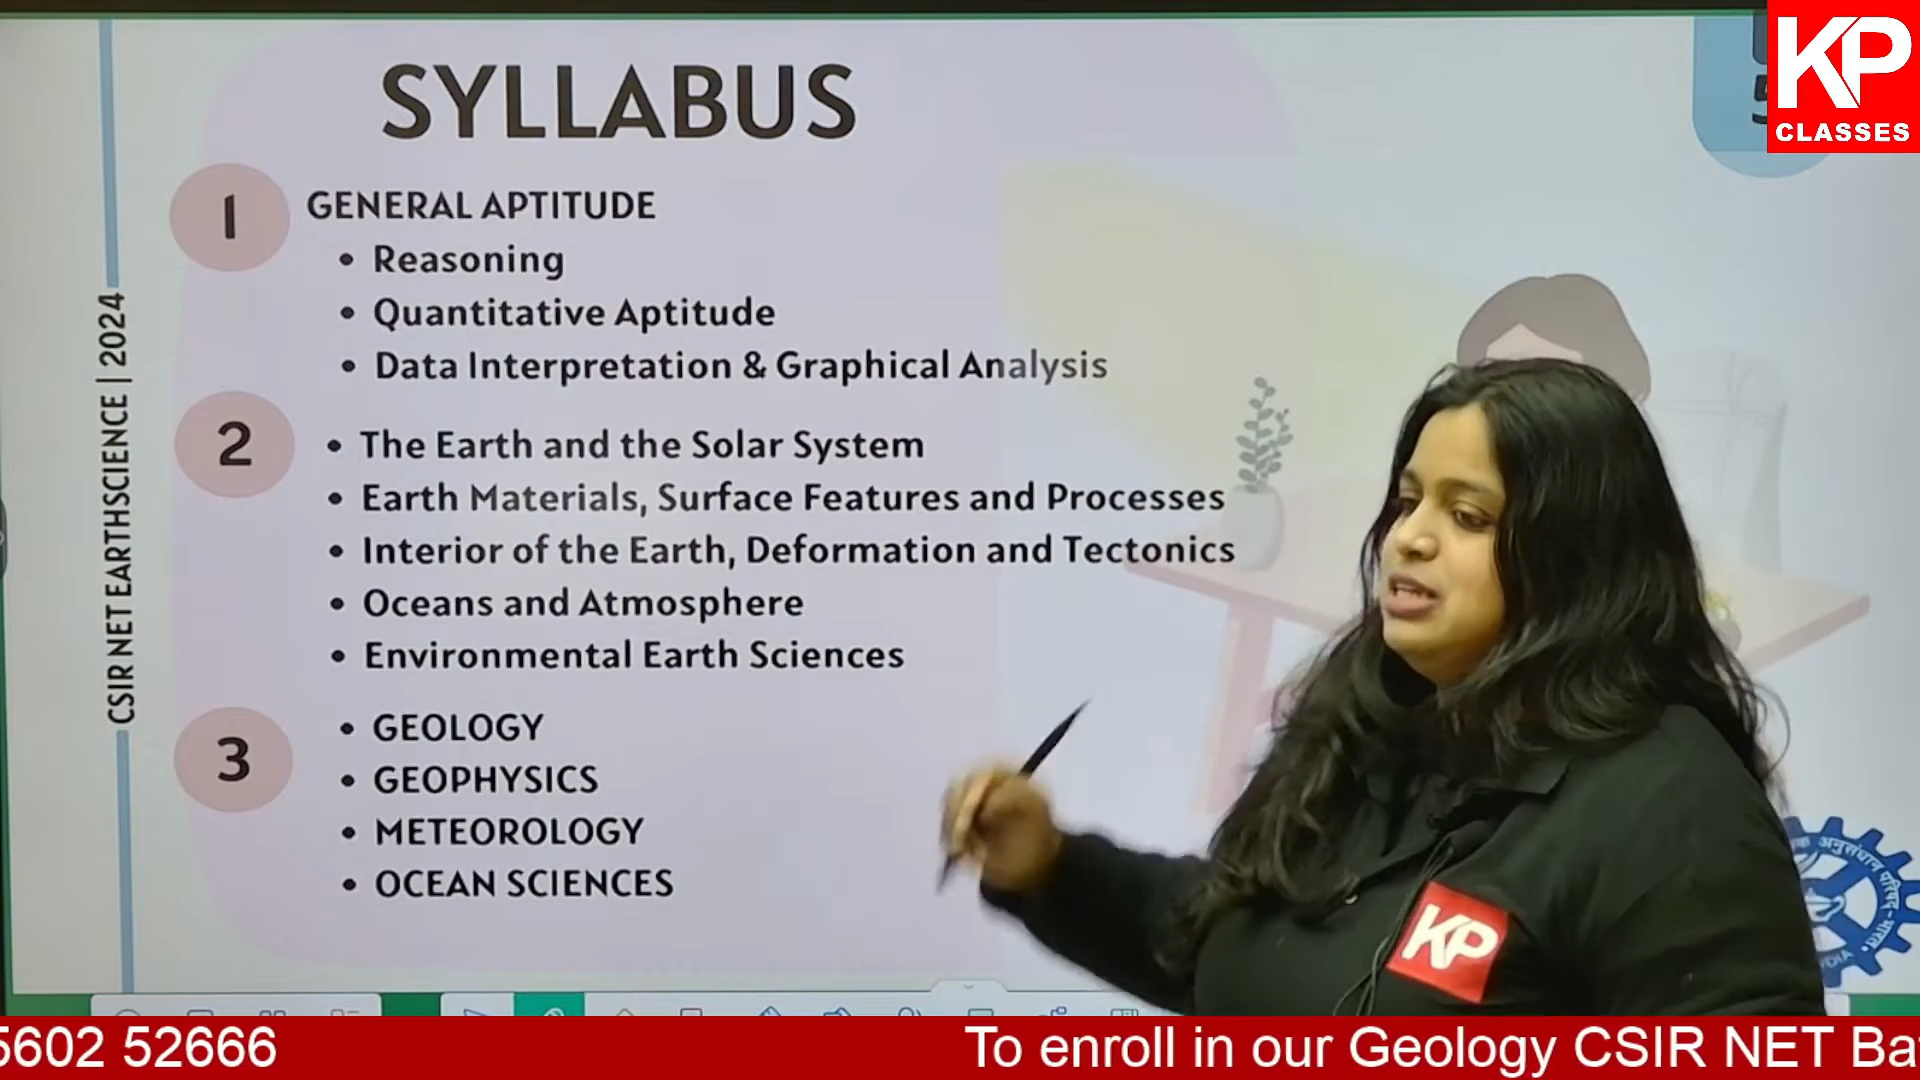 SYLLABUS
KP
CLASSES
1
GENERAL APTITUDE
• Reasoning
• Quantitative Aptitude
• Data Interpretation & Graphical Analysis
2
• The Earth and the Solar System
• Earth Materials, Surface Features and Processes
• Interior of the Earth, Deformation and Tectonics
• Oceans and Atmosphere
• Environmental Earth Sciences
3
• GEOLOGY
• GEOPHYSICS
• METEOROLOGY
• OCEAN SCIENCES
CSIR NET EARTHSCIENCE | 2024
KP
अनुसंधान परिषद
5602 52666
To enroll in our Geology CSIR NET